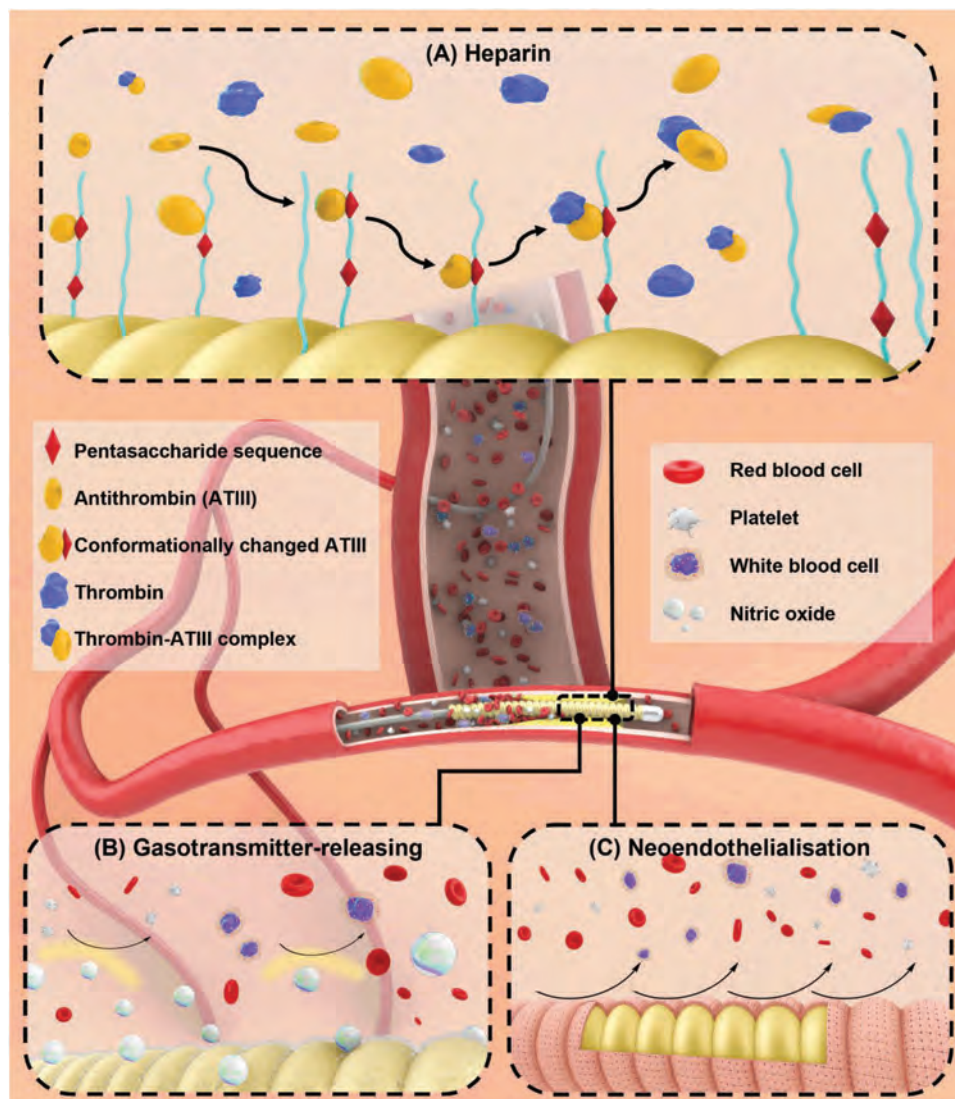 (A) Heparin
Pentasaccharide sequence
Antithrombin (ATIII)
Conformationally changed ATIII
Thrombin
Thrombin-ATIII complex
Red blood cell
Platelet
White blood cell
Nitric oxide
(B) Gasotransmitter-releasing
(C) Neoendothelialisation